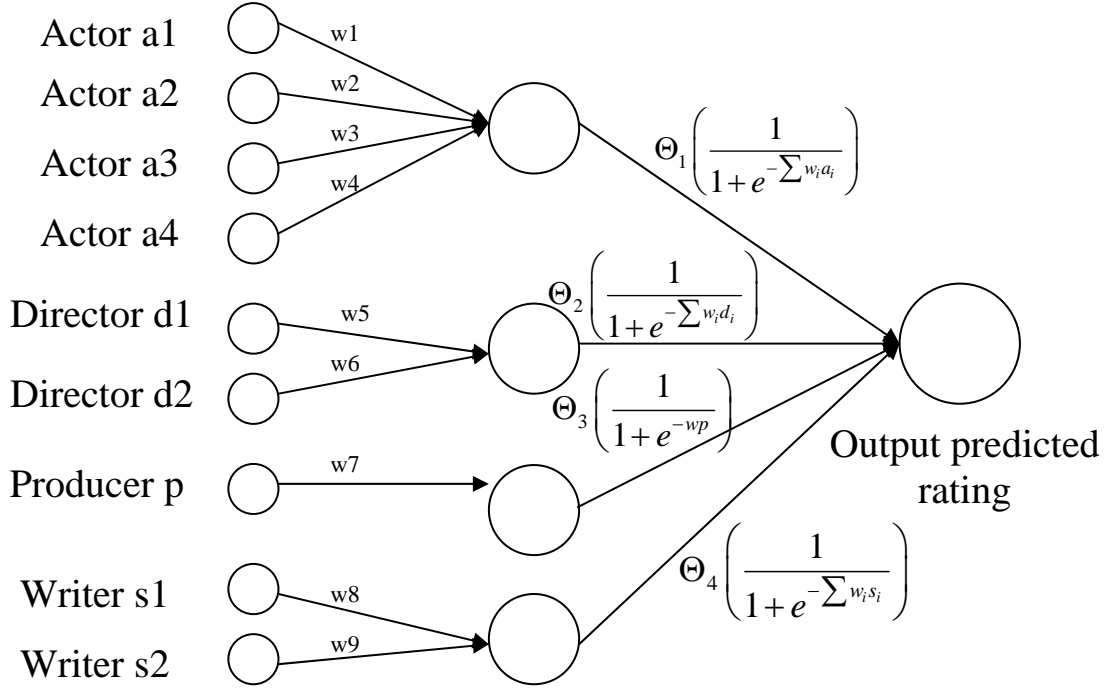 Actor a1
w1
Actor a2
w2
Actor a3
w3
Actor a4
w4
Θ₁(1/(1+e^(-∑wᵢaᵢ)))
Director d1
w5
Director d2
w6
Θ₂(1/(1+e^(-∑wᵢdᵢ)))
Producer p
w7
Θ₃(1/(1+e^(-wp)))
Writer s1
w8
Writer s2
w9
Θ₄(1/(1+e^(-∑wᵢsᵢ)))
Output predicted
rating